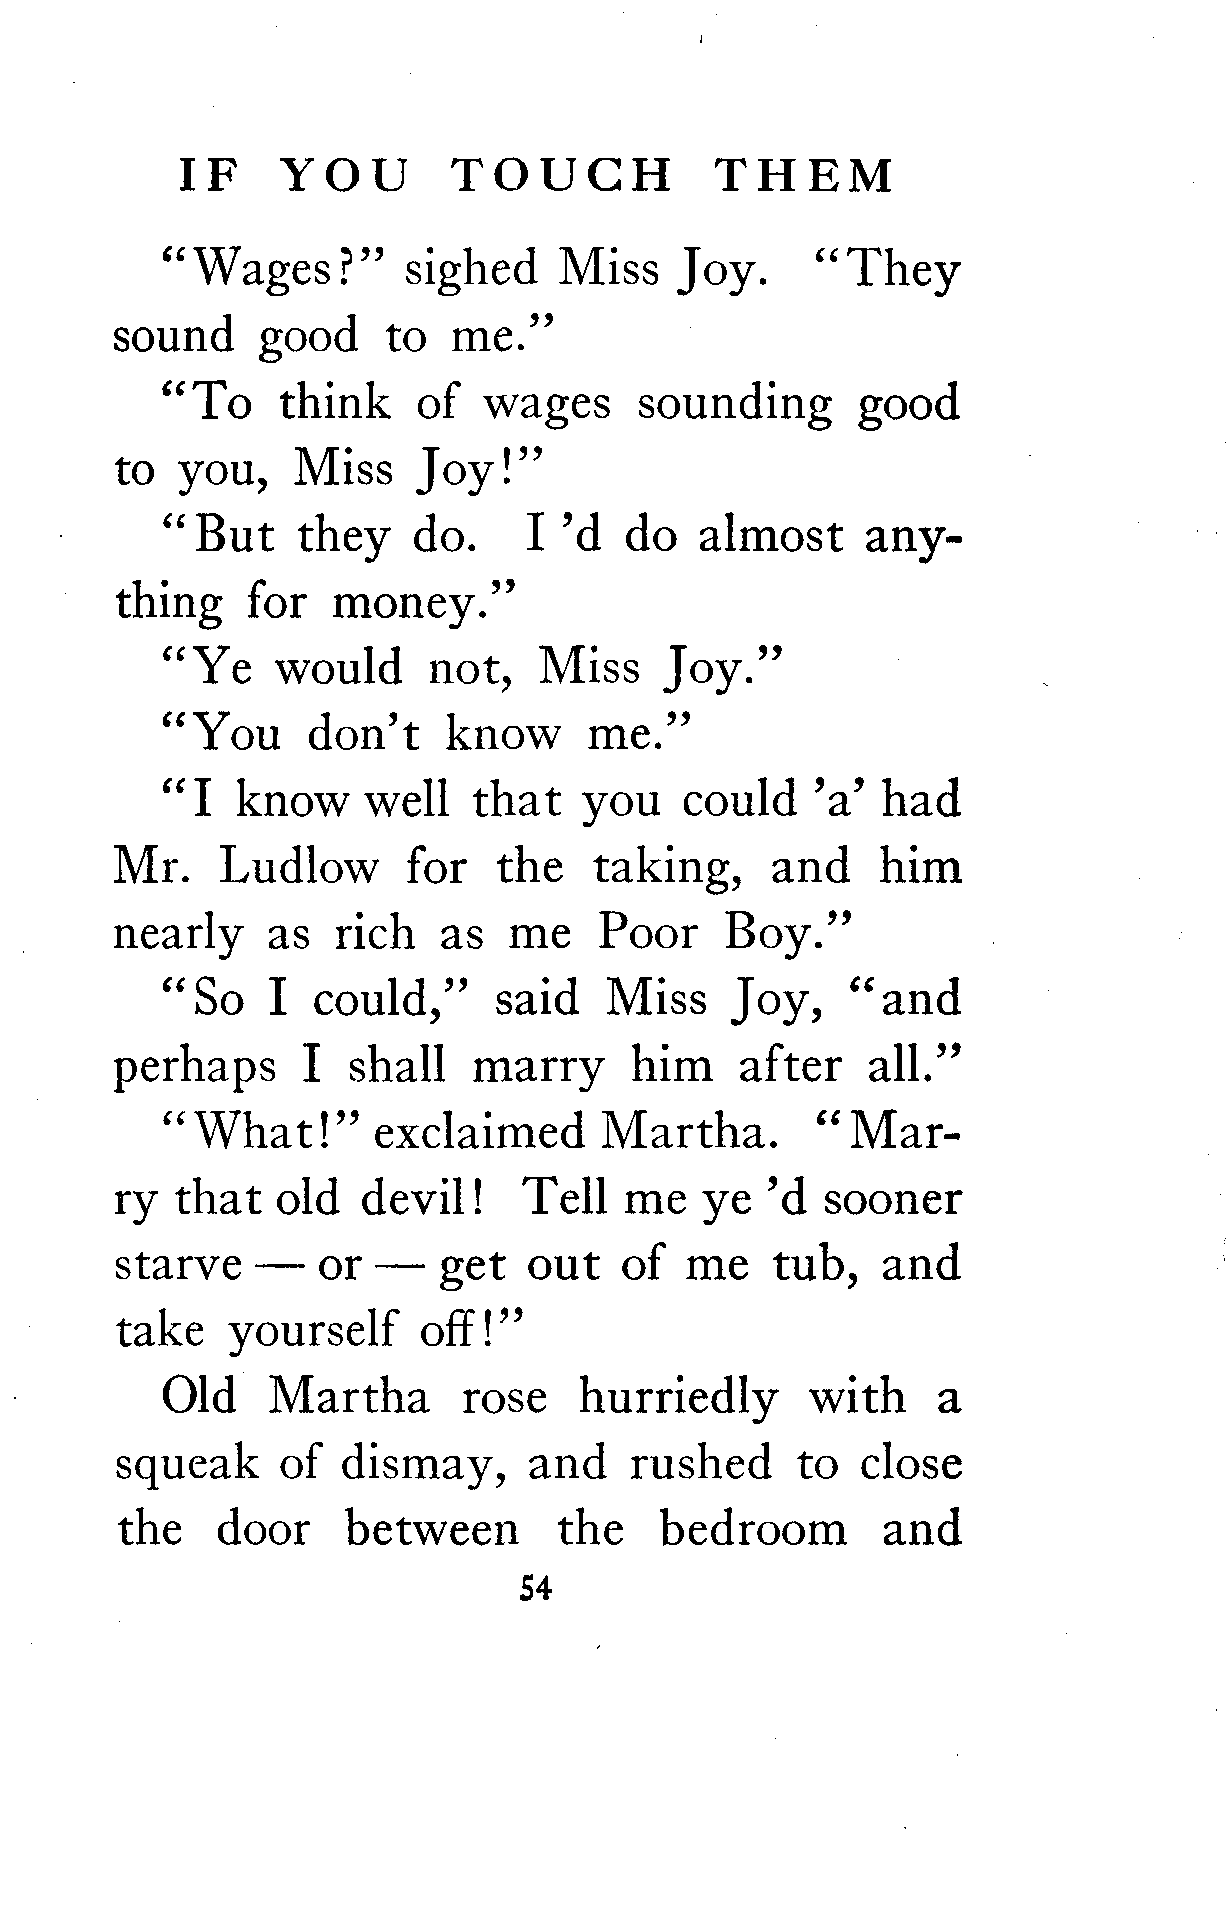 IF YOU TOUCH THEM
"Wages?" sighed Miss Joy. "They
sound good to me."
"To think of wages sounding good
to you, Miss Joy!"
"But they do. I 'd do almost any-
thing for money."
"Ye would not, Miss Joy."
"You don't know me."
"I know well that you could 'a' had
Mr. Ludlow for the taking, and him
nearly as rich as me Poor Boy."
"So I could," said Miss Joy, "and
perhaps I shall marry him after all."
"What!" exclaimed Martha. "Mar-
ry that old devil! Tell me ye 'd sooner
starve — or — get out of me tub, and
take yourself off!"
Old Martha rose hurriedly with a
squeak of dismay, and rushed to close
the door between the bedroom and
54